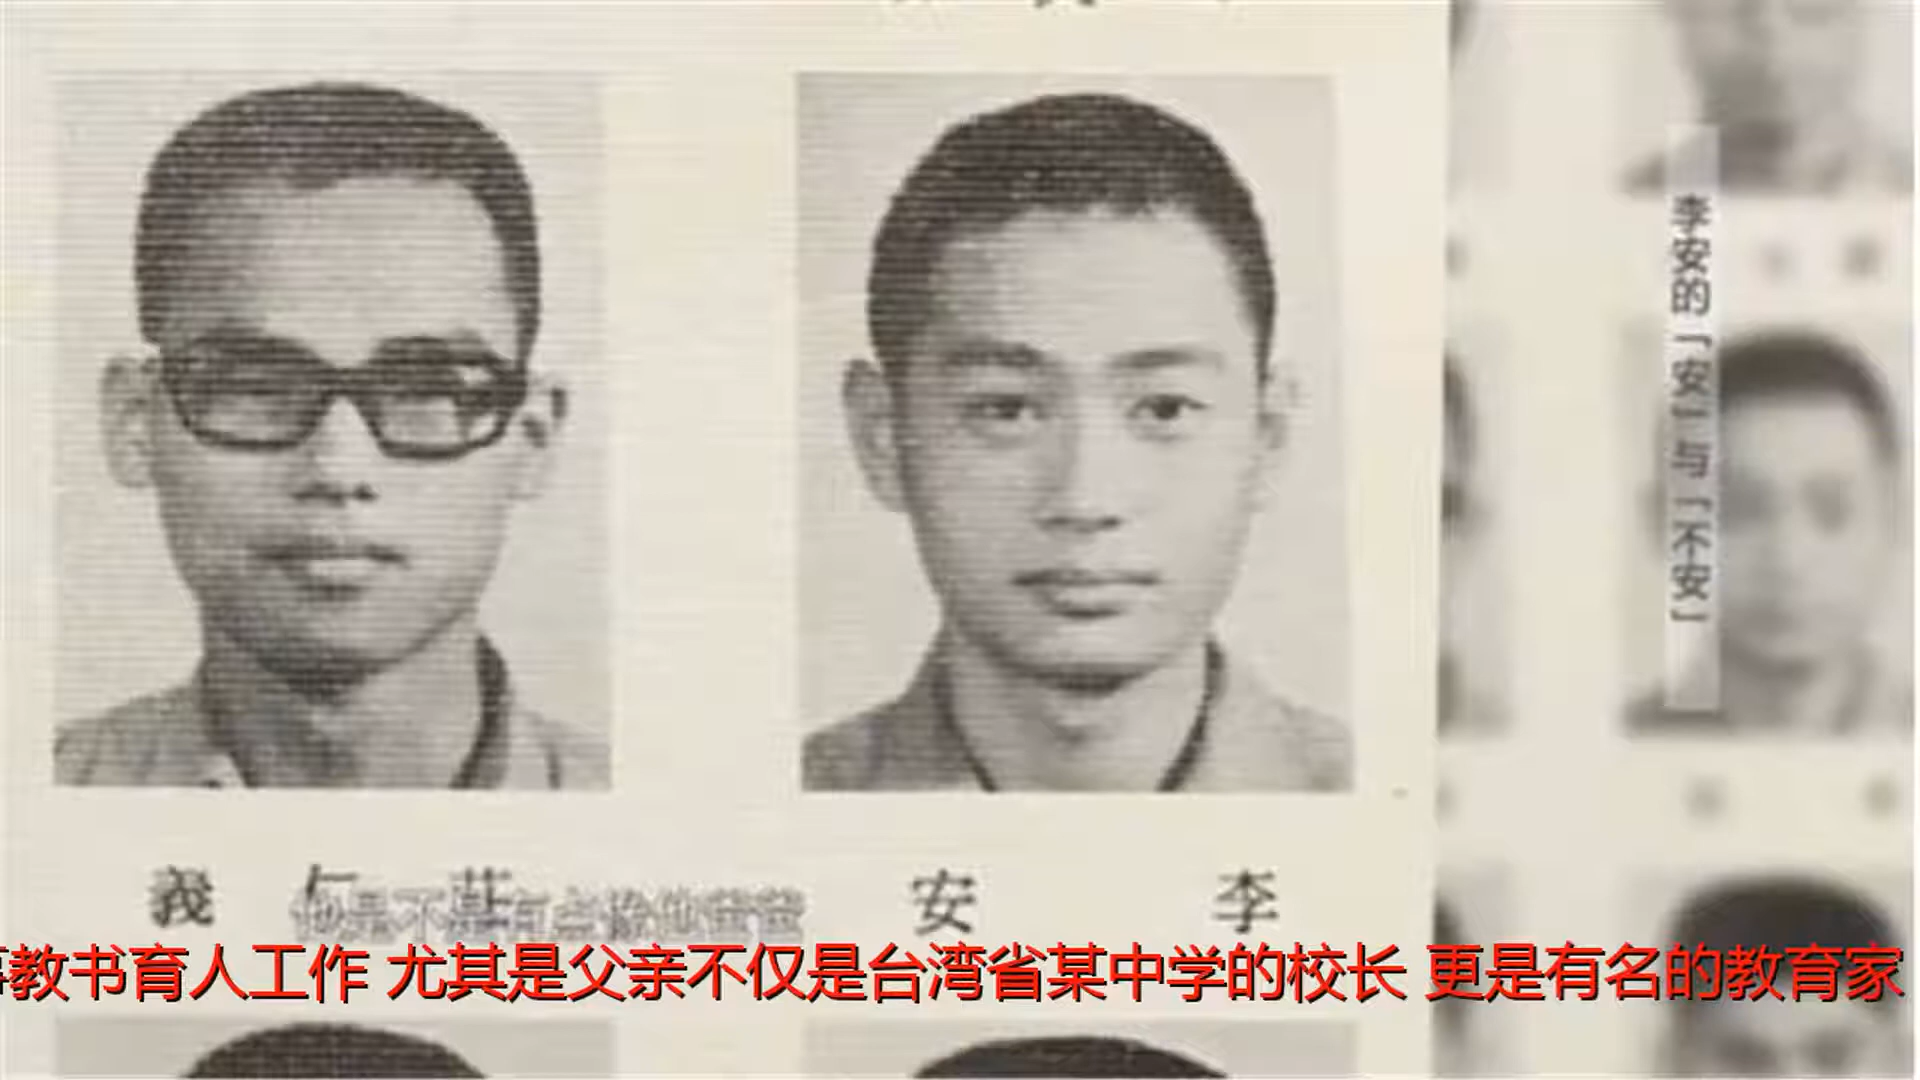 李安的「安」与「不安」
義
安 李
教书育人工作 尤其是父亲不仅是台湾省某中学的校长 更是有名的教育家